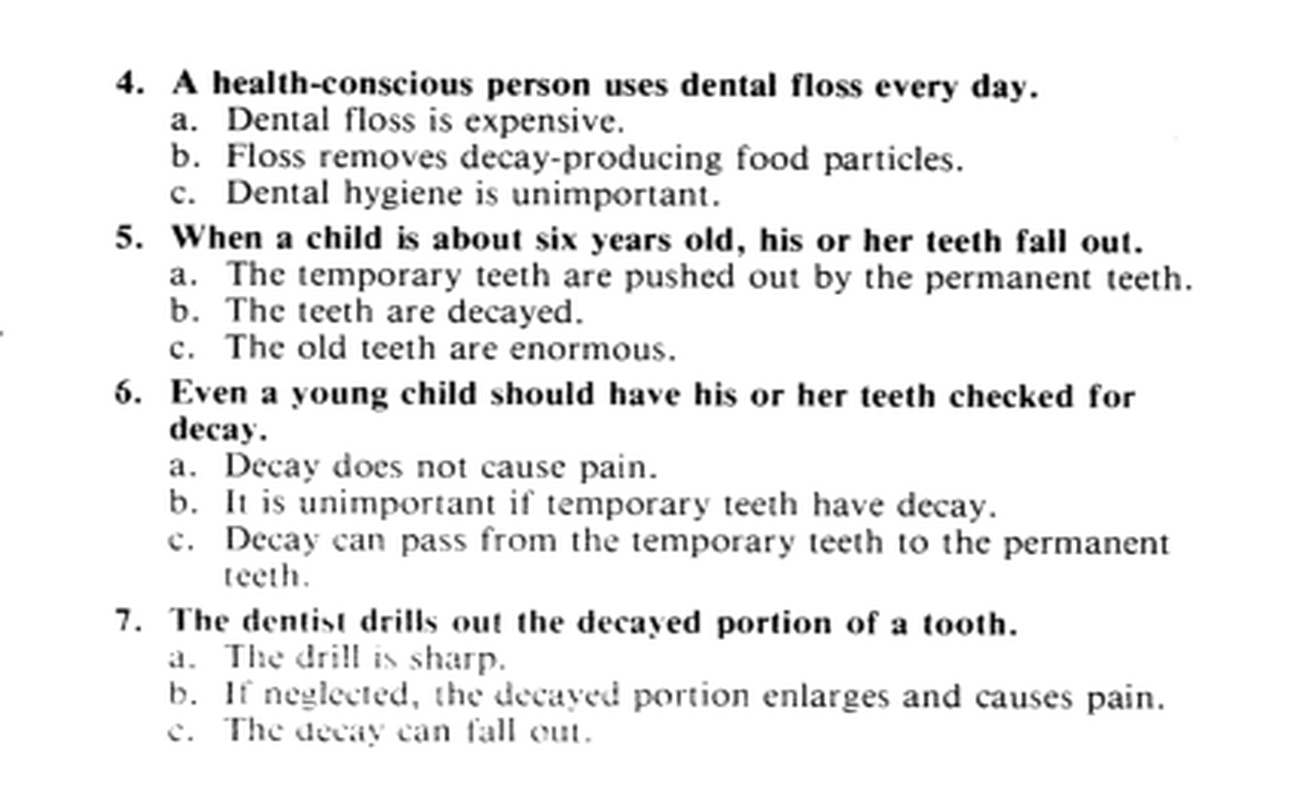 4. A health-conscious person uses dental floss every day.
a. Dental floss is expensive.
b. Floss removes decay-producing food particles.
c. Dental hygiene is unimportant.
5. When a child is about six years old, his or her teeth fall out.
a. The temporary teeth are pushed out by the permanent teeth.
b. The teeth are decayed.
c. The old teeth are enormous.
6. Even a young child should have his or her teeth checked for
decay.
a. Decay does not cause pain.
b. It is unimportant if temporary teeth have decay.
c. Decay can pass from the temporary teeth to the permanent
teeth.
7. The dentist drills out the decayed portion of a tooth.
a. The drill is sharp.
b. If neglected, the decayed portion enlarges and causes pain.
c. The decay can fall out.